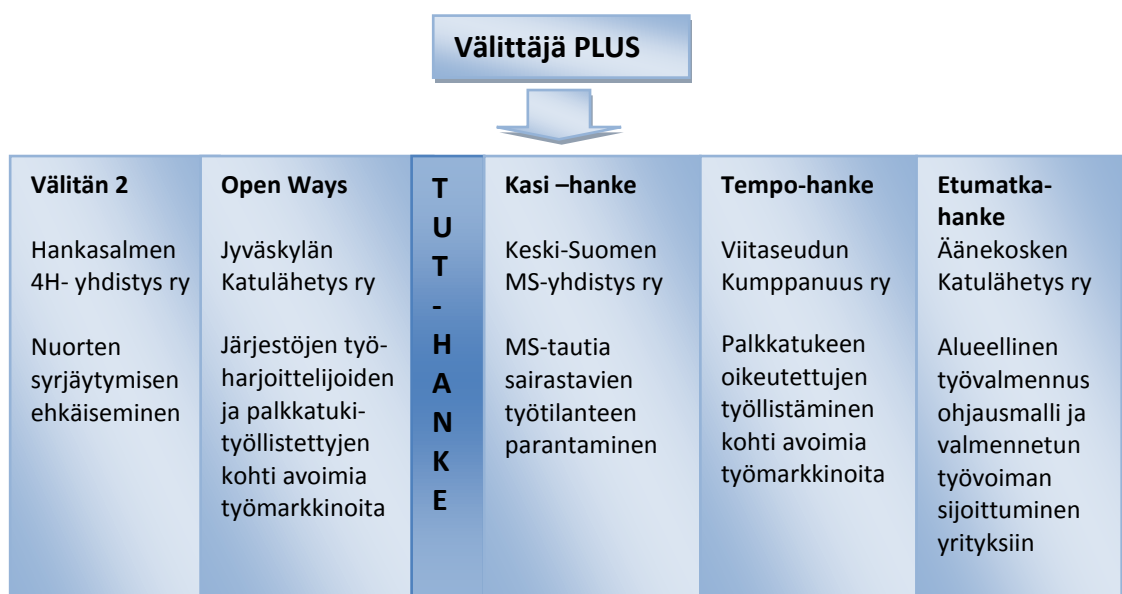 Välittäjä PLUS
Välitän 2
Hankasalmen
4H- yhdistys ry
Nuorten
syrjäytymisen
ehkäiseminen
Open Ways
Jyväskylän
Katulähetys ry
Järjestöjen työ-
harjoittelijoiden
ja palkkatuki-
työllistettyjen
kohti avoimia
työmarkkinoita
T
U
T
-
H
A
N
K
E
Kasi –hanke
Keski-Suomen
MS-yhdistys ry
MS-tautia
sairastavien
työtilanteen
parantaminen
Tempo-hanke
Viitaseudun
Kumppanuus ry
Palkkatukeen
oikeutettujen
työllistäminen
kohti avoimia
työmarkkinoita
Etumatka-
hanke
Äänekosken
Katulähetys ry
Alueellinen
työvalmennus
ohjausmalli ja
valmennetun
työvoiman
sijoittuminen
yrityksiin